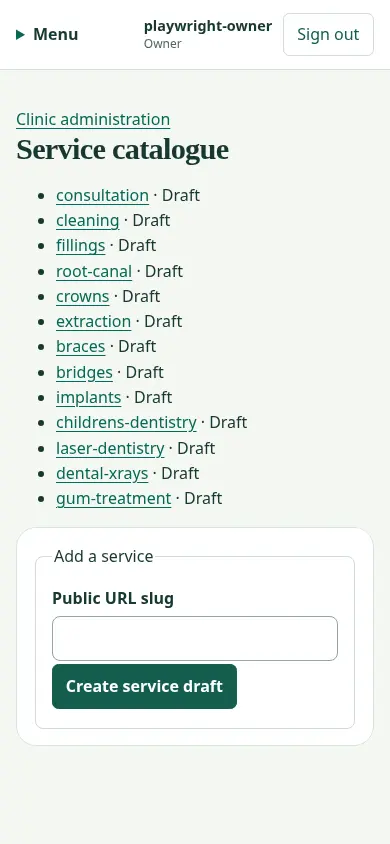 Menu
playwright-owner
Owner
Sign out
Clinic administration
Service catalogue
consultation · Draft
cleaning · Draft
fillings · Draft
root-canal · Draft
crowns · Draft
extraction · Draft
braces · Draft
bridges · Draft
implants · Draft
childrens-dentistry · Draft
laser-dentistry · Draft
dental-xrays · Draft
gum-treatment · Draft
Add a service
Public URL slug
Create service draft